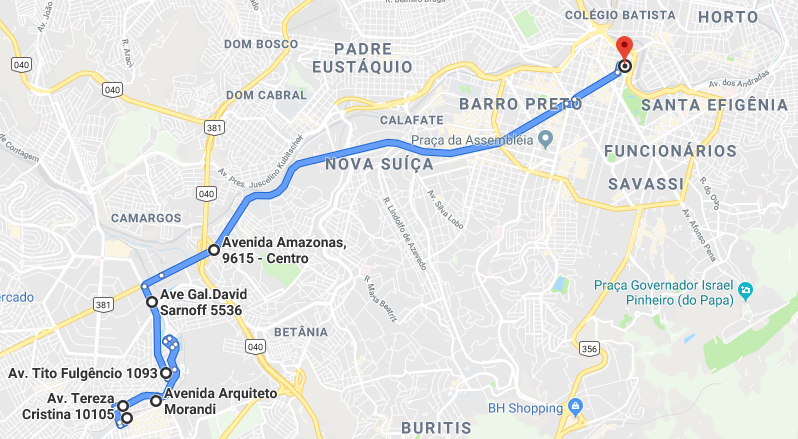 Av. João
R. Araci
DOM BOSCO
PADRE
EUSTÁQUIO
COLÉGIO BATISTA
HORTO
040
040
DOM CABRAL
Av. dos Andradas
BARRO PRETO
SANTA EFIGÊNIA
CALAFATE
381
Praça da Assembléia
FUNCIONÁRIOS
de Contagem
Av. Pres. Juscelino Kubitschek
NOVA SUÍÇA
SAVASSI
040
R. do Ouro
Av. Silva Lobo
R. Lindolfo de Azevedo
Av. Afonso Pena
CAMARGOS
Avenida Amazonas,
9615 - Centro
Praça Governador Israel
Pinheiro (do Papa)
R. Maria Beatris
Ave Gal.David
Sarnoff 5536
ercado
381
BETÂNIA
040
356
Av. Tito Fulgêncio 1093
Avenida Arquiteto
Morandi
Av. Tereza
Cristina 10105
BH Shopping
BURITIS